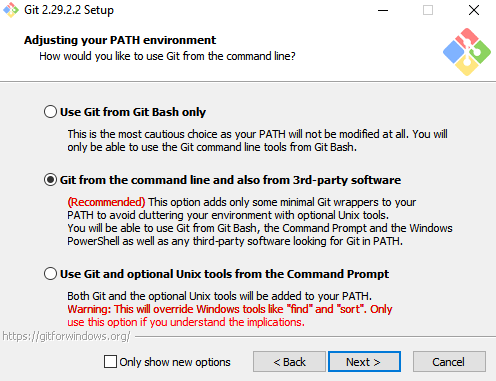 Git 2.29.2.2 Setup
Adjusting your PATH environment
How would you like to use Git from the command line?
Use Git from Git Bash only
This is the most cautious choice as your PATH will not be modified at all. You will
only be able to use the Git command line tools from Git Bash.
Git from the command line and also from 3rd-party software
(Recommended) This option adds only some minimal Git wrappers to your
PATH to avoid cluttering your environment with optional Unix tools.
You will be able to use Git from Git Bash, the Command Prompt and the Windows
PowerShell as well as any third-party software looking for Git in PATH.
Use Git and optional Unix tools from the Command Prompt
Both Git and the optional Unix tools will be added to your PATH.
Warning: This will override Windows tools like "find" and "sort". Only
use this option if you understand the implications.
https://gitforwindows.org/
Only show new options
< Back
Next >
Cancel